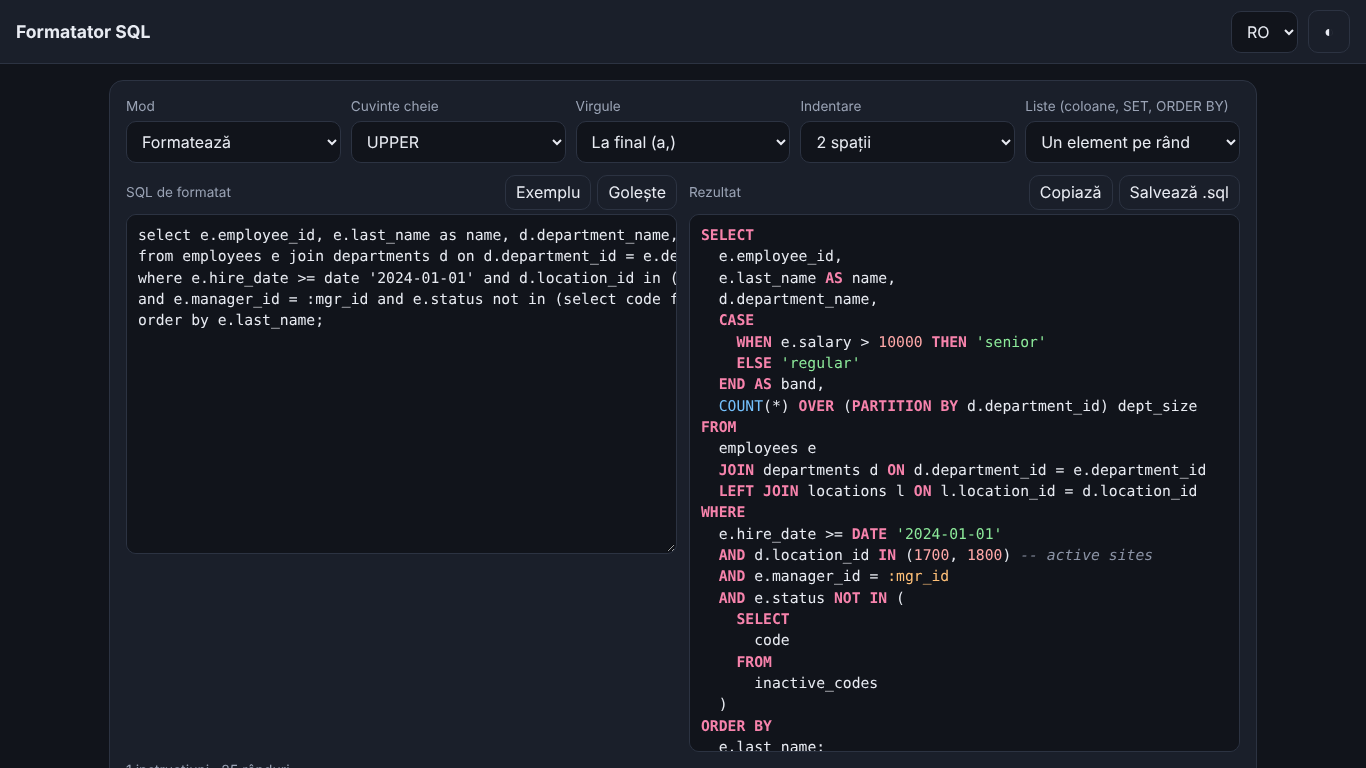 Formatator SQL
RO
Mod
Cuvinte cheie
Virgule
Indentare
Liste (coloane, SET, ORDER BY)
Formatează
UPPER
La final (a,)
2 spații
Un element pe rând
SQL de formatat
Exemplu
Golește
Rezultat
Copiază
Salvează .sql
select e.employee_id, e.last_name as name, d.department_name,
from employees e join departments d on d.department_id = e.de
where e.hire_date >= date '2024-01-01' and d.location_id in (
and e.manager_id = :mgr_id and e.status not in (select code f
order by e.last_name;
SELECT
  e.employee_id,
  e.last_name AS name,
  d.department_name,
  CASE
    WHEN e.salary > 10000 THEN 'senior'
    ELSE 'regular'
  END AS band,
  COUNT(*) OVER (PARTITION BY d.department_id) dept_size
FROM
  employees e
  JOIN departments d ON d.department_id = e.department_id
  LEFT JOIN locations l ON l.location_id = d.location_id
WHERE
  e.hire_date >= DATE '2024-01-01'
  AND d.location_id IN (1700, 1800) -- active sites
  AND e.manager_id = :mgr_id
  AND e.status NOT IN (
    SELECT
      code
    FROM
      inactive_codes
  )
ORDER BY
  e.last_name;